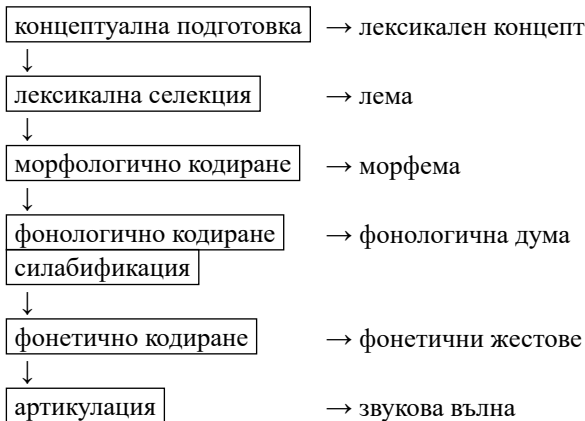 концептуална подготовка → лексикален концепт
↓
лексикална селекция → лема
↓
морфологично кодиране → морфема
↓
фонологично кодиране → фонологична дума
силабификация
↓
фонетично кодиране → фонетични жестове
↓
артикулация → звукова вълна